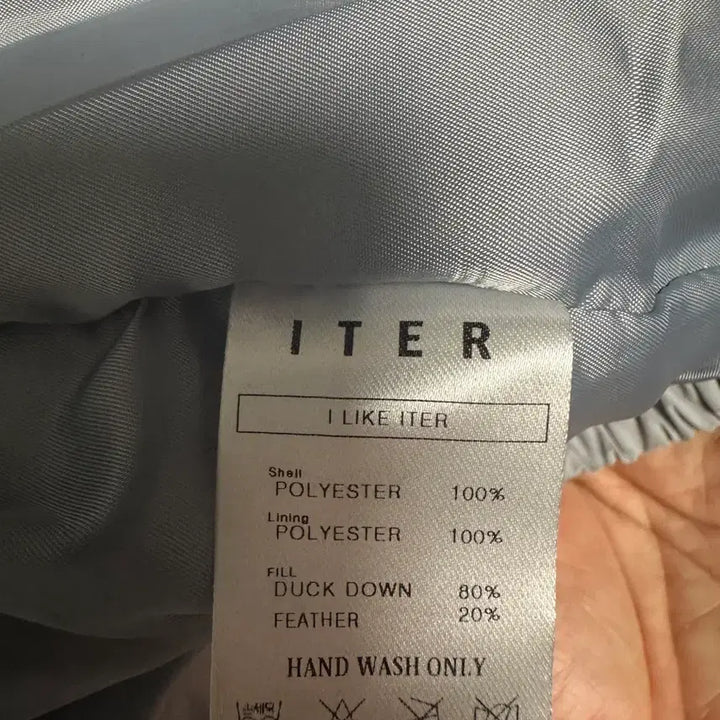 ITER
I LIKE ITER
Shell
POLYESTER 100%
Lining
POLYESTER 100%
FILL
DUCK DOWN 80%
FEATHER 20%
HAND WASH ONLY